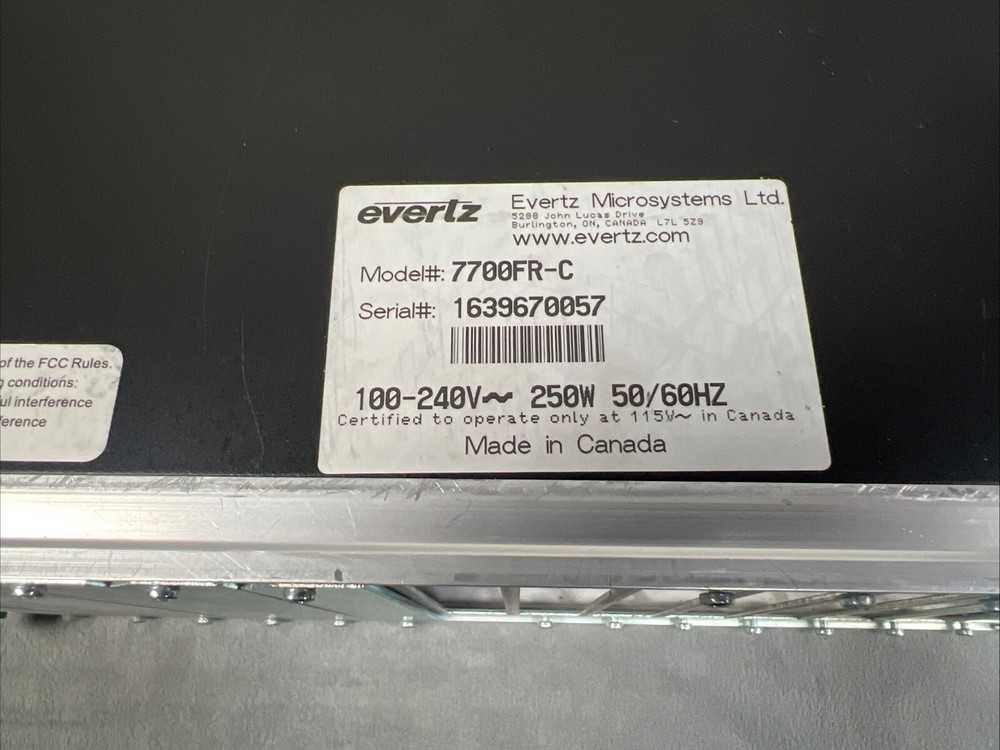 evertz
Evertz Microsystems Ltd.
5288 John Lucas Drive
Burlington, ON, CANADA L7L 5Z9
www.evertz.com
Model#: 7700FR-C
Serial#: 1639670057
100-240V~ 250W 50/60HZ
Certified to operate only at 115V~ in Canada
Made in Canada
of the FCC Rules.
conditions:
interference